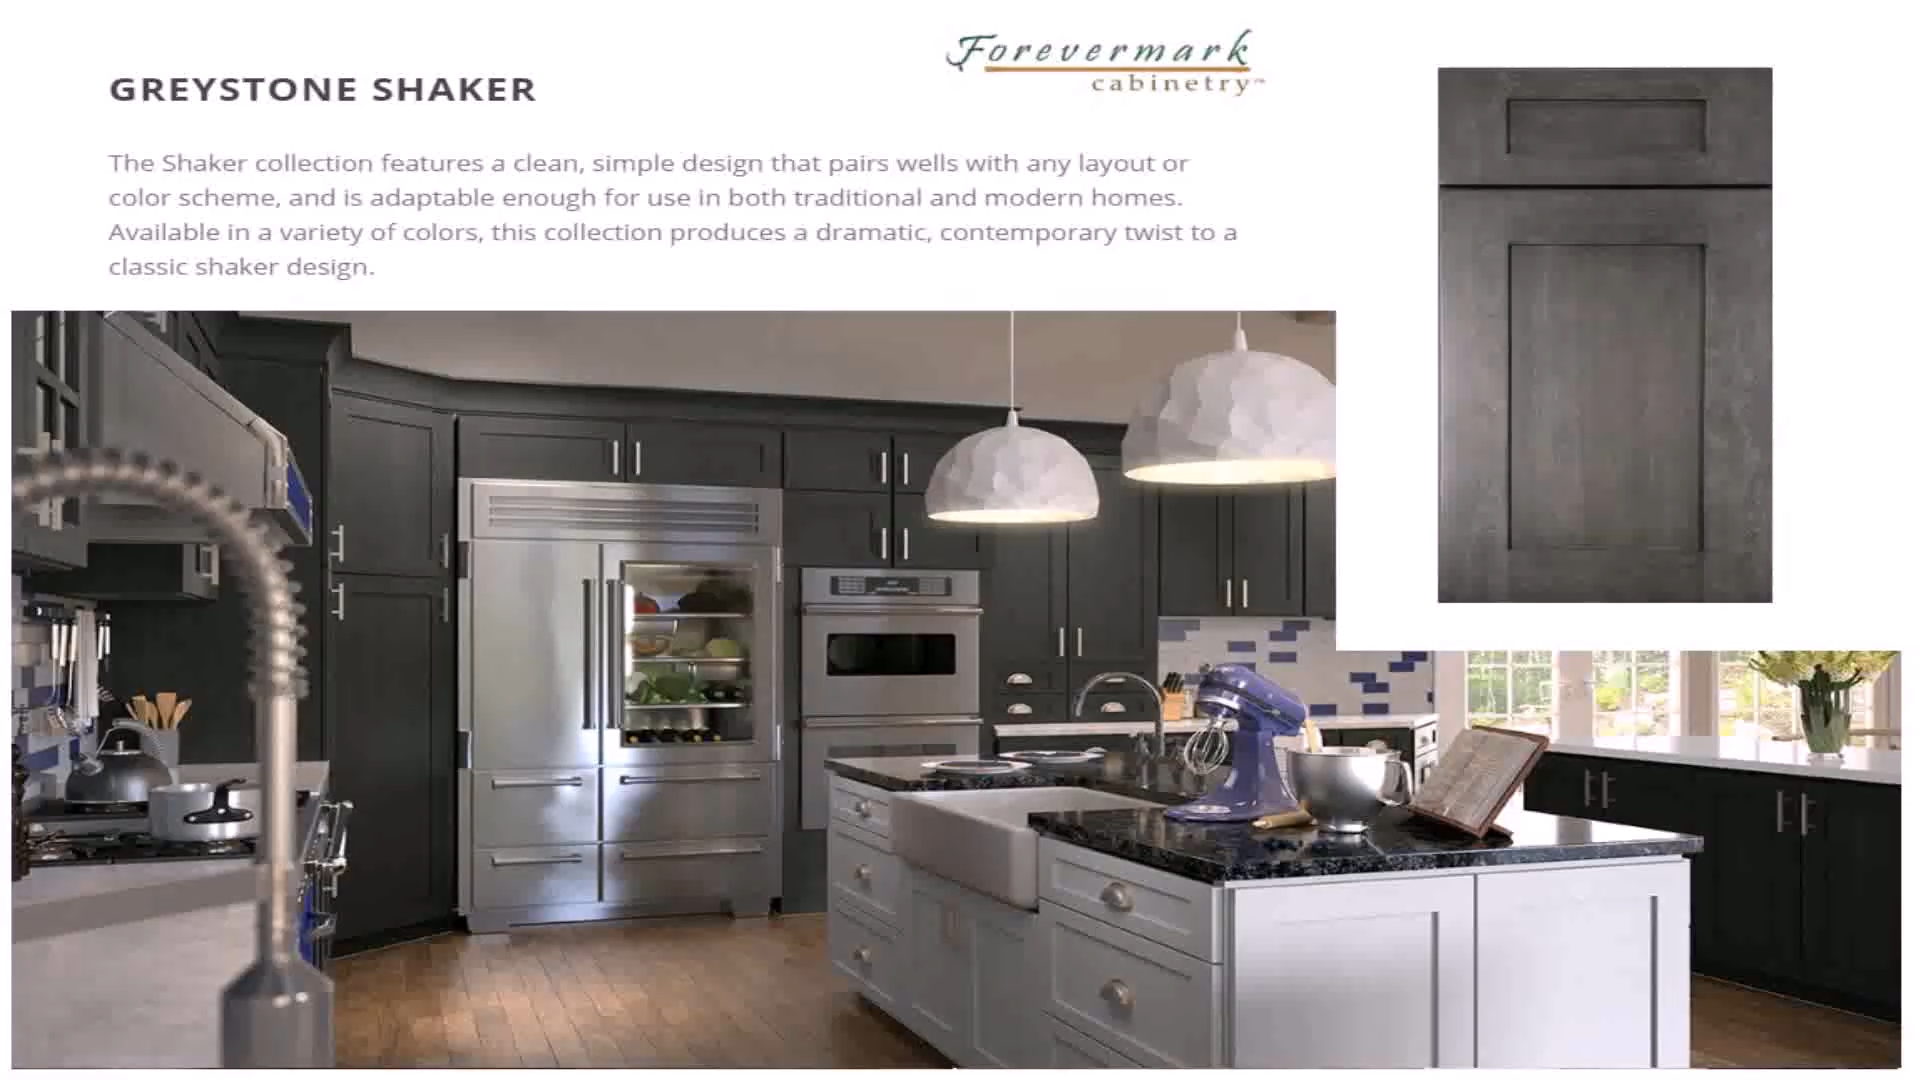 Forevermark
cabinetry™
GREYSTONE SHAKER
The Shaker collection features a clean, simple design that pairs wells with any layout or
color scheme, and is adaptable enough for use in both traditional and modern homes.
Available in a variety of colors, this collection produces a dramatic, contemporary twist to a
classic shaker design.